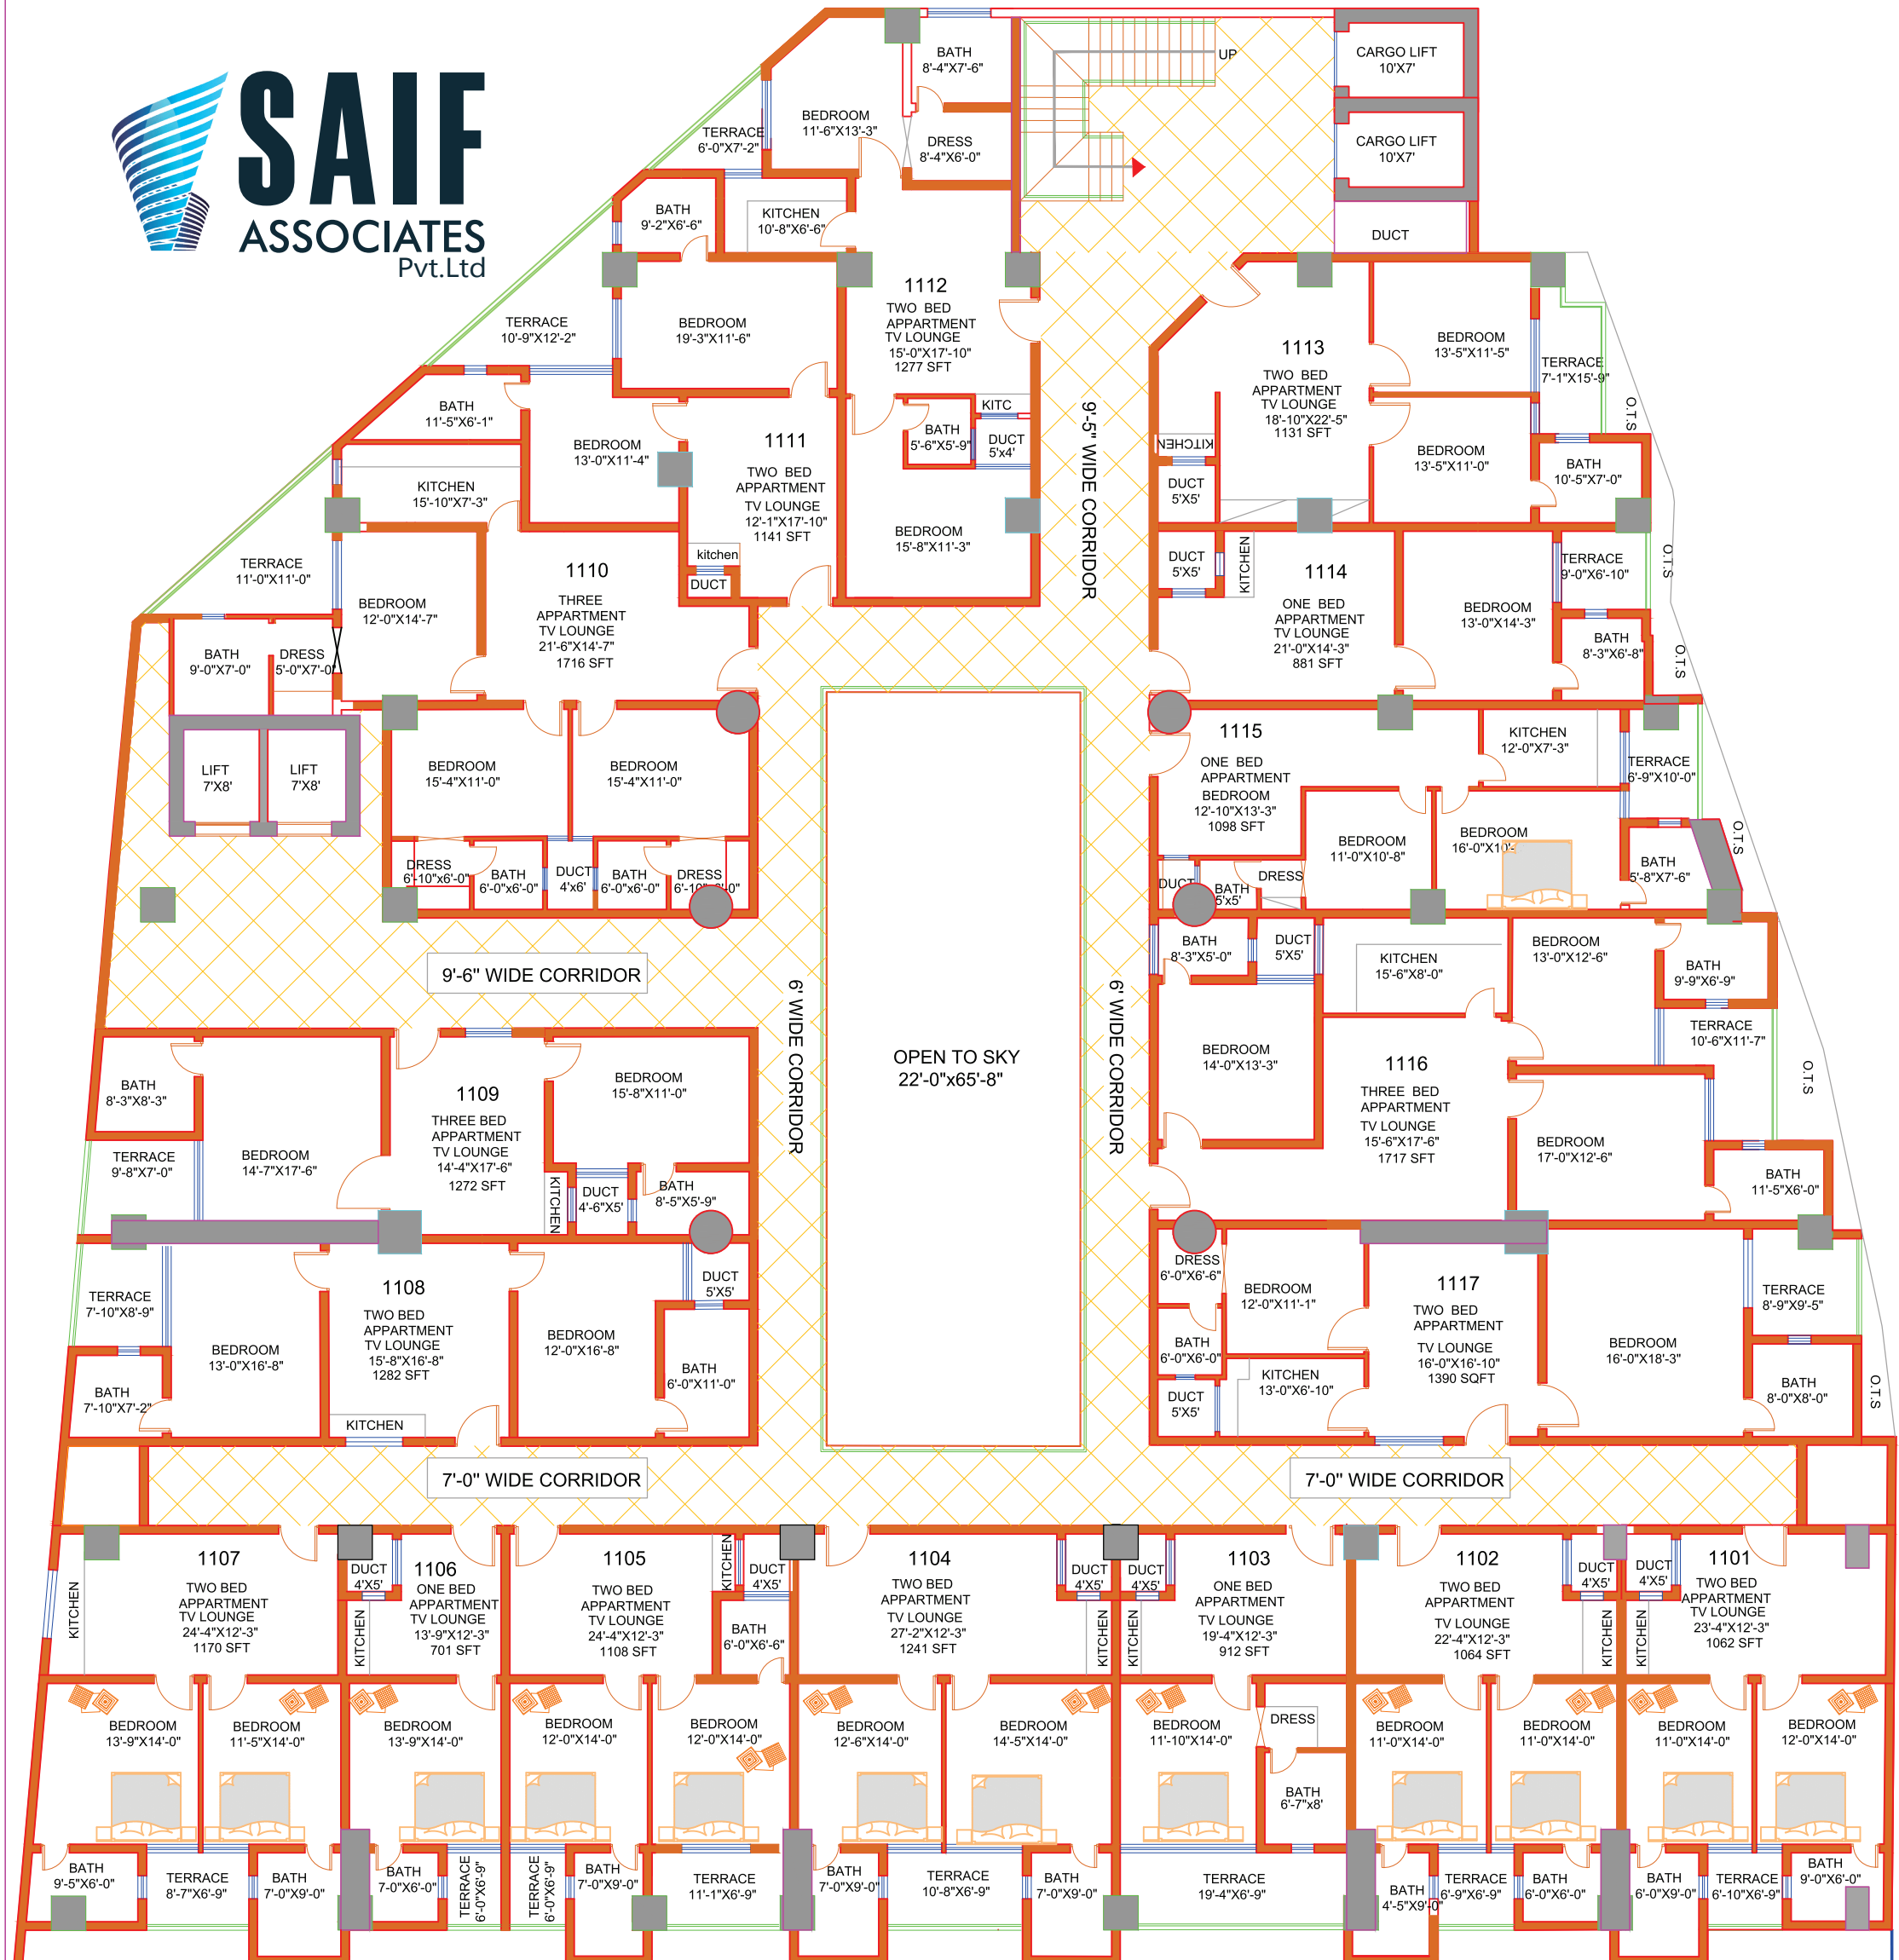 SAIF
ASSOCIATES
Pvt.Ltd
BATH
8'-4"X7'-6"
BEDROOM
11'-6"X13'-3"
DRESS
8'-4"X6'-0"
TERRACE
6'-0"X7'-2"
UP
CARGO LIFT
10'X7'
CARGO LIFT
10'X7'
DUCT
BATH
9'-2"X6'-6"
KITCHEN
10'-8"X6'-6"
1112
TWO BED
APPARTMENT
TV LOUNGE
15'-0"X17'-10"
1277 SFT
TERRACE
10'-9"X12'-2"
BEDROOM
19'-3"X11'-6"
KITC
BATH
5'-6"X5'-9"
DUCT
5'x4'
BEDROOM
15'-8"X11'-3"
9'-5" WIDE CORRIDOR
1113
TWO BED
APPARTMENT
TV LOUNGE
18'-10"X22'-5"
1131 SFT
BEDROOM
13'-5"X11'-5"
TERRACE
7'-1"X15'-9"
O.T.S
BEDROOM
13'-5"X11'-0"
BATH
10'-5"X7'-0"
KITCHEN
DUCT
5'X5'
BATH
11'-5"X6'-1"
BEDROOM
13'-0"X11'-4"
1111
TWO BED
APPARTMENT
TV LOUNGE
12'-1"X17'-10"
1141 SFT
kitchen
DUCT
KITCHEN
15'-10"X7'-3"
TERRACE
11'-0"X11'-0"
BEDROOM
12'-0"X14'-7"
1110
THREE
APPARTMENT
TV LOUNGE
21'-6"X14'-7"
1716 SFT
BATH
9'-0"X7'-0"
DRESS
5'-0"X7'-0"
LIFT
7'X8'
LIFT
7'X8'
BEDROOM
15'-4"X11'-0"
BEDROOM
15'-4"X11'-0"
DRESS
6'-10"x6'-0"
BATH
6'-0"x6'-0"
DUCT
4'x6'
BATH
6'-0"x6'-0"
DRESS
DUCT
5'X5'
KITCHEN
1114
ONE BED
APPARTMENT
TV LOUNGE
21'-0"X14'-3"
881 SFT
BEDROOM
13'-0"X14'-3"
TERRACE
9'-0"X6'-10"
O.T.S
BATH
8'-3"X6'-8"
O.T.S
1115
ONE BED
APPARTMENT
BEDROOM
12'-10"X13'-3"
1098 SFT
KITCHEN
12'-0"X7'-3"
TERRACE
6'-9"X10'-0"
BEDROOM
11'-0"X10'-8"
BEDROOM
BATH
5'-8"X7'-6"
O.T.S
DUCT
BATH
5'x5'
DRESS
9'-6" WIDE CORRIDOR
6' WIDE CORRIDOR
OPEN TO SKY
22'-0"x65'-8"
6' WIDE CORRIDOR
BATH
8'-3"X5'-0"
DUCT
5'X5'
KITCHEN
15'-6"X8'-0"
BEDROOM
13'-0"X12'-6"
BATH
9'-9"X6'-9"
TERRACE
10'-6"X11'-7"
O.T.S
BEDROOM
14'-0"X13'-3"
1116
THREE BED
APPARTMENT
TV LOUNGE
15'-6"X17'-6"
1717 SFT
BEDROOM
17'-0"X12'-6"
BATH
11'-5"X6'-0"
BATH
8'-3"X8'-3"
TERRACE
9'-8"X7'-0"
BEDROOM
14'-7"X17'-6"
1109
THREE BED
APPARTMENT
TV LOUNGE
14'-4"X17'-6"
1272 SFT
BEDROOM
15'-8"X11'-0"
KITCHEN
DUCT
4'-6"X5'
BATH
8'-5"X5'-9"
TERRACE
7'-10"X8'-9"
BATH
7'-10"X7'-2"
BEDROOM
13'-0"X16'-8"
1108
TWO BED
APPARTMENT
TV LOUNGE
15'-8"X16'-8"
1282 SFT
KITCHEN
BEDROOM
12'-0"X16'-8"
DUCT
5'X5'
BATH
6'-0"X11'-0"
DRESS
6'-0"X6'-6"
BATH
6'-0"X6'-0"
DUCT
5'X5'
BEDROOM
12'-0"X11'-1"
KITCHEN
13'-0"X6'-10"
1117
TWO BED
APPARTMENT
TV LOUNGE
16'-0"X16'-10"
1390 SQFT
BEDROOM
16'-0"X18'-3"
TERRACE
8'-9"X9'-5"
BATH
8'-0"X8'-0"
O.T.S
7'-0" WIDE CORRIDOR
7'-0" WIDE CORRIDOR
KITCHEN
1107
TWO BED
APPARTMENT
TV LOUNGE
24'-4"X12'-3"
1170 SFT
DUCT
4'X5'
KITCHEN
1106
ONE BED
APPARTMENT
TV LOUNGE
13'-9"X12'-3"
701 SFT
1105
TWO BED
APPARTMENT
TV LOUNGE
24'-4"X12'-3"
1108 SFT
KITCHEN
DUCT
4'X5'
BATH
6'-0"X6'-6"
1104
TWO BED
APPARTMENT
TV LOUNGE
27'-2"X12'-3"
1241 SFT
DUCT
4'X5'
KITCHEN
DUCT
4'X5'
KITCHEN
1103
ONE BED
APPARTMENT
TV LOUNGE
19'-4"X12'-3"
912 SFT
1102
TWO BED
APPARTMENT
TV LOUNGE
22'-4"X12'-3"
1064 SFT
DUCT
4'X5'
KITCHEN
DUCT
4'X5'
KITCHEN
1101
TWO BED
APPARTMENT
TV LOUNGE
23'-4"X12'-3"
1062 SFT
BEDROOM
13'-9"X14'-0"
BEDROOM
11'-5"X14'-0"
BEDROOM
13'-9"X14'-0"
BEDROOM
12'-0"X14'-0"
BEDROOM
12'-0"X14'-0"
BEDROOM
12'-6"X14'-0"
BEDROOM
14'-5"X14'-0"
BEDROOM
11'-10"X14'-0"
DRESS
BATH
6'-7"x8'
BEDROOM
11'-0"X14'-0"
BEDROOM
11'-0"X14'-0"
BEDROOM
11'-0"X14'-0"
BEDROOM
12'-0"X14'-0"
BATH
9'-5"X6'-0"
TERRACE
8'-7"X6'-9"
BATH
7'-0"X9'-0"
BATH
7-0"X6'-0"
TERRACE
6'-0"X6'-9"
TERRACE
6'-0"X6'-9"
BATH
7'-0"X9'-0"
TERRACE
11'-1"X6'-9"
BATH
7'-0"X9'-0"
TERRACE
10'-8"X6'-9"
BATH
7'-0"X9'-0"
TERRACE
19'-4"X6'-9"
BATH
4'-5"X9'-0"
TERRACE
6'-9"X6'-9"
BATH
6'-0"X6'-0"
BATH
6'-0"X9'-0"
TERRACE
6'-10"X6'-9"
BATH
9'-0"X6'-0"